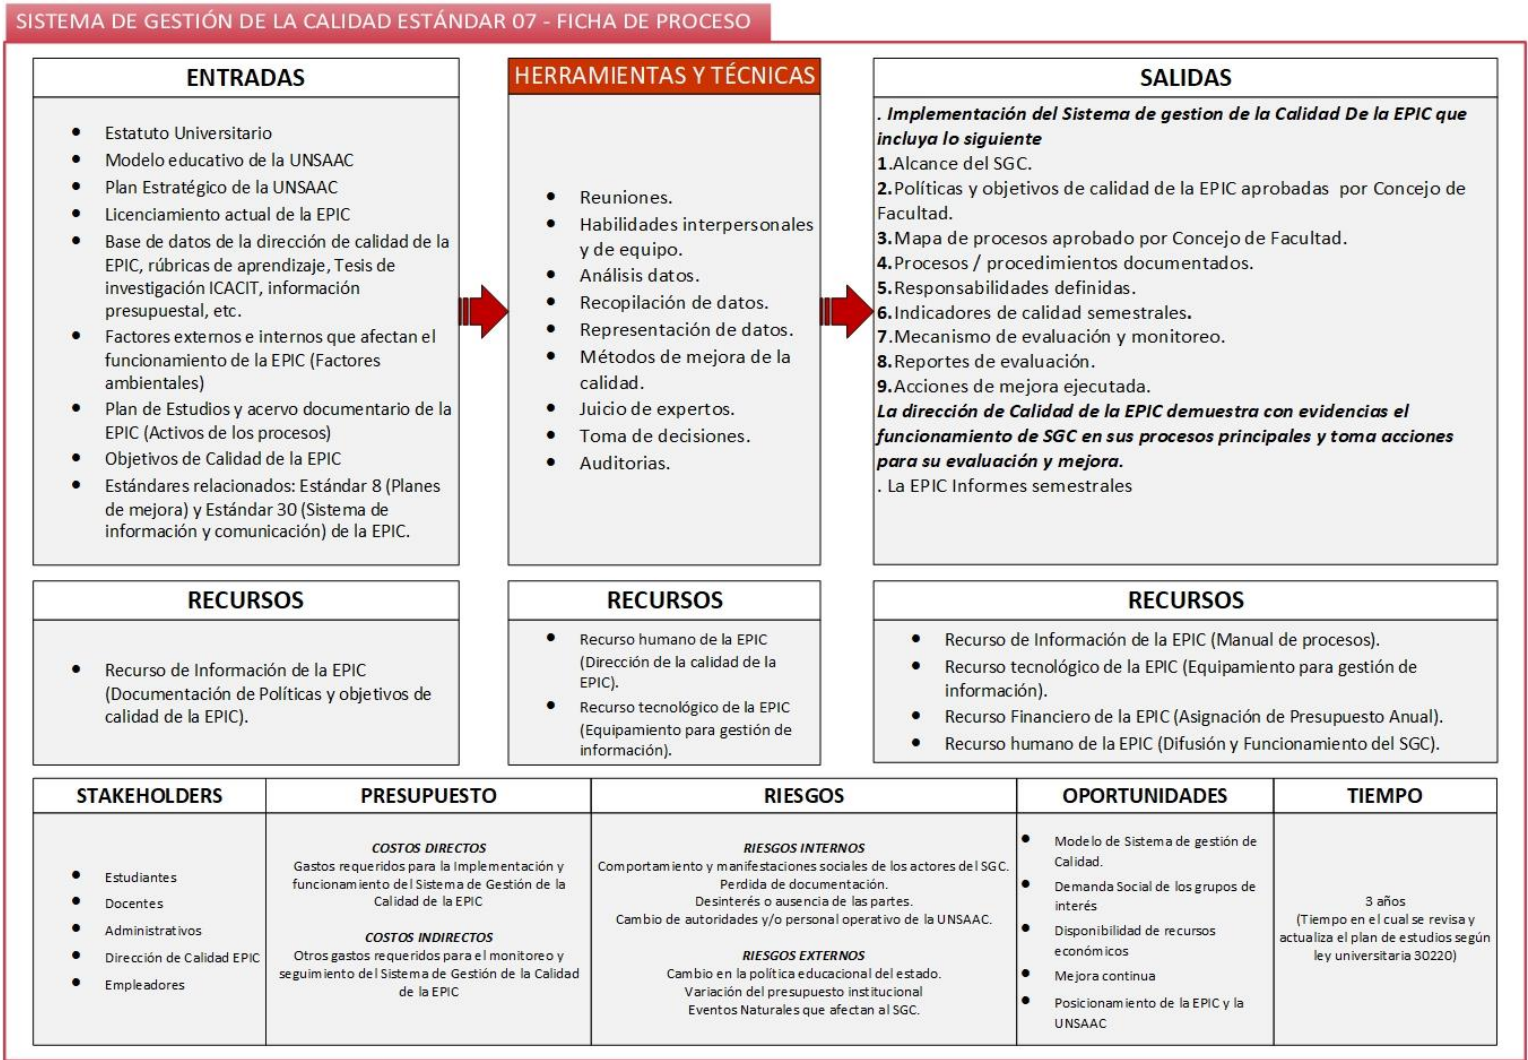 SISTEMA DE GESTIÓN DE LA CALIDAD ESTÁNDAR 07 - FICHA DE PROCESO
ENTRADAS
• Estatuto Universitario
• Modelo educativo de la UNSAAC
• Plan Estratégico de la UNSAAC
• Licenciamiento actual de la EPIC
• Base de datos de la dirección de calidad de la
EPIC, rúbricas de aprendizaje, Tesis de
investigación ICACIT, información
presupuestal, etc.
• Factores externos e internos que afectan el
funcionamiento de la EPIC (Factores
ambientales)
• Plan de Estudios y acervo documentario de la
EPIC (Activos de los procesos)
• Objetivos de Calidad de la EPIC
• Estándares relacionados: Estándar 8 (Planes
de mejora) y Estándar 30 (Sistema de
información y comunicación) de la EPIC.
HERRAMIENTAS Y TÉCNICAS
• Reuniones.
• Habilidades interpersonales
y de equipo.
• Análisis datos.
• Recopilación de datos.
• Representación de datos.
• Métodos de mejora de la
calidad.
• Juicio de expertos.
• Toma de decisiones.
• Auditorias.
SALIDAS
. Implementación del Sistema de gestion de la Calidad De la EPIC que
incluya lo siguiente
1.Alcance del SGC.
2.Políticas y objetivos de calidad de la EPIC aprobadas por Concejo de
Facultad.
3.Mapa de procesos aprobado por Concejo de Facultad.
4.Procesos / procedimientos documentados.
5.Responsabilidades definidas.
6.Indicadores de calidad semestrales.
7.Mecanismo de evaluación y monitoreo.
8.Reportes de evaluación.
9.Acciones de mejora ejecutada.
La dirección de Calidad de la EPIC demuestra con evidencias el
funcionamiento de SGC en sus procesos principales y toma acciones
para su evaluación y mejora.
. La EPIC Informes semestrales
RECURSOS
• Recurso de Información de la EPIC
(Documentación de Políticas y objetivos de
calidad de la EPIC).
RECURSOS
• Recurso humano de la EPIC
(Dirección de la calidad de la
EPIC).
• Recurso tecnológico de la EPIC
(Equipamiento para gestión de
información).
RECURSOS
• Recurso de Información de la EPIC (Manual de procesos).
• Recurso tecnológico de la EPIC (Equipamiento para gestión de
información).
• Recurso Financiero de la EPIC (Asignación de Presupuesto Anual).
• Recurso humano de la EPIC (Difusión y Funcionamiento del SGC).
STAKEHOLDERS
• Estudiantes
• Docentes
• Administrativos
• Dirección de Calidad EPIC
• Empleadores
PRESUPUESTO
COSTOS DIRECTOS
Gastos requeridos para la Implementación y
funcionamiento del Sistema de Gestión de la
Calidad de la EPIC
COSTOS INDIRECTOS
Otros gastos requeridos para el monitoreo y
seguimiento del Sistema de Gestión de la Calidad
de la EPIC
RIESGOS
RIESGOS INTERNOS
Comportamiento y manifestaciones sociales de los actores del SGC.
Perdida de documentación.
Desinterés o ausencia de las partes.
Cambio de autoridades y/o personal operativo de la UNSAAC.
RIESGOS EXTERNOS
Cambio en la política educacional del estado.
Variación del presupuesto institucional
Eventos Naturales que afectan al SGC.
OPORTUNIDADES
• Modelo de Sistema de gestión de
Calidad.
• Demanda Social de los grupos de
interés
• Disponibilidad de recursos
económicos
• Mejora continua
• Posicionamiento de la EPIC y la
UNSAAC
TIEMPO
3 años
(Tiempo en el cual se revisa y
actualiza el plan de estudios según
ley universitaria 30220)